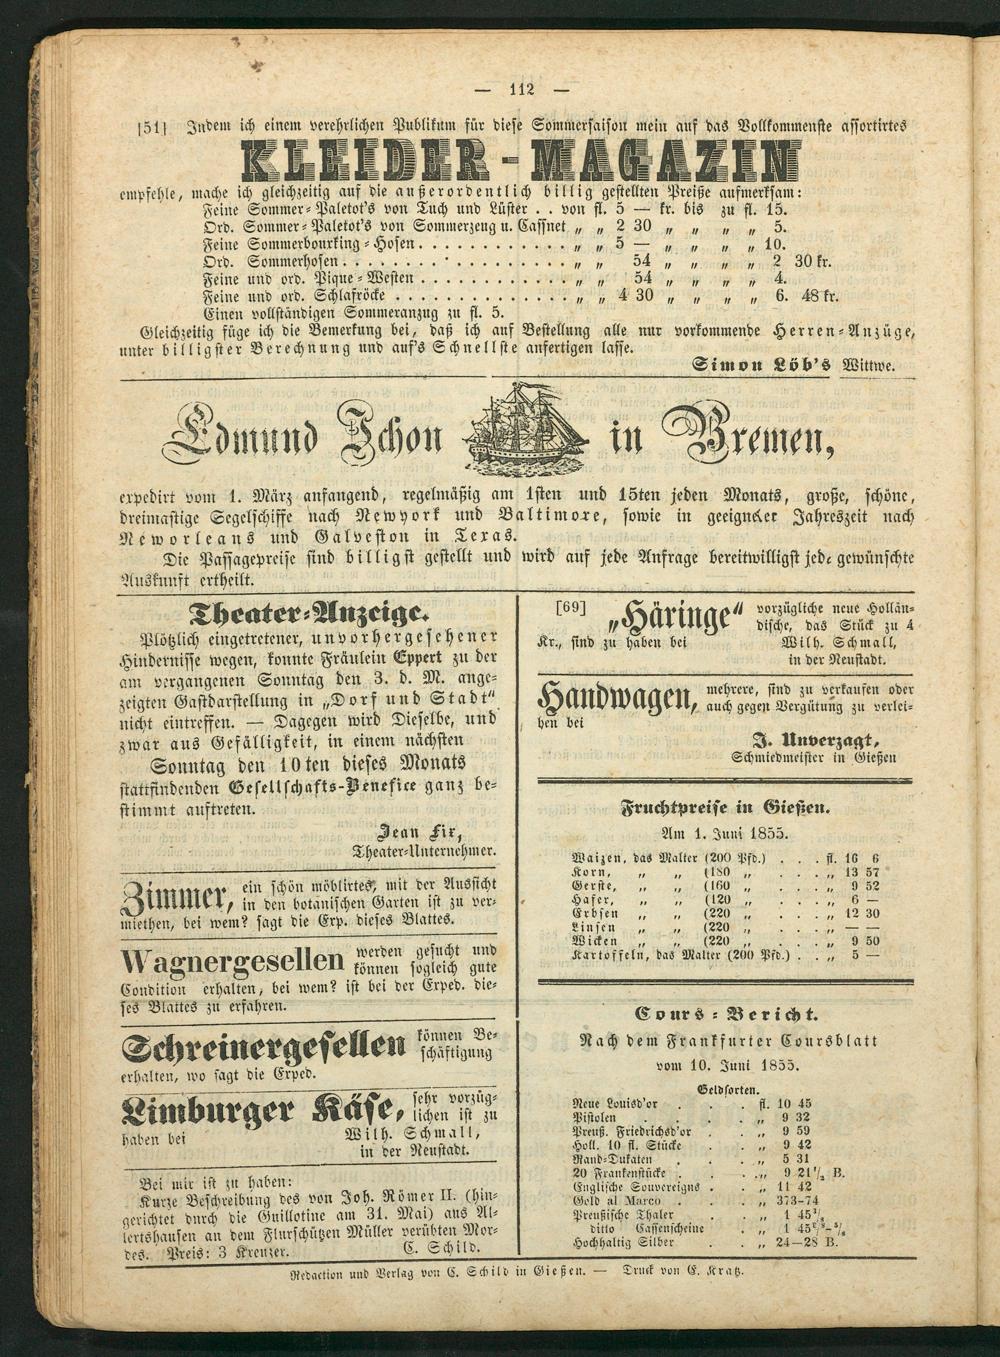 — 112 —
[51] Indem ich einem verehrlichen Publikum für diese Sommersaison mein auf das Vollkommenste assortirtes
KLEIDER-MAGAZIN
empfehle, mache ich gleichzeitig auf die außerordentlich billig gestellten Preiße aufmerksam:
Feine Sommer-Paletot's von Tuch und Lüster . . von fl. 5 — kr. bis zu fl. 15.
Ord. Sommer-Paletot's von Sommerzeug u. Cassnet „ „ 2 30 „ „ „ „ 5.
Feine Sommerbourking-Hosen . . . . . . . . . . . . „ „ 5 — „ „ „ „ 10.
Ord. Sommerhosen . . . . . . . . . . . . . . . . . . „ „ 54 „ „ „ „ 2 30 kr.
Feine und ord. Pique-Westen . . . . . . . . . . . . „ „ 54 „ „ „ „ 4.
Feine und ord. Schlafröcke . . . . . . . . . . . . . . „ „ 4 30 „ „ „ „ 6. 48 kr.
Einen vollständigen Sommeranzug zu fl. 5.
Gleichzeitig füge ich die Bemerkung bei, daß ich auf Bestellung alle nur vorkommende Herren-Anzüge,
unter billigster Berechnung und auf's Schnellste anfertigen lasse.
Simon Löb's Wittwe.
Edmund Ichon in Bremen,
expedirt vom 1. März anfangend, regelmäßig am 1sten und 15ten jeden Monats, große, schöne,
dreimastige Segelschiffe nach Newyork und Baltimore, sowie in geeigneter Jahreszeit nach
Neworleans und Galveston in Texas.
Die Passagepreise sind billigst gestellt und wird auf jede Anfrage bereitwilligst jede gewünschte
Auskunft ertheilt.
Theater-Anzeige.
Plötzlich eingetretener, unvorhergesehener
Hindernisse wegen, konnte Fräulein Eppert zu der
am vergangenen Sonntag den 3. d. M. ange-
zeigten Gastdarstellung in „Dorf und Stadt"
nicht eintreffen. — Dagegen wird Dieselbe, und
zwar aus Gefälligkeit, in einem nächsten
Sonntag den 10ten dieses Monats
stattfindenden Gesellschafts-Benefice ganz be-
stimmt auftreten.
Jean Fix,
Theater-Unternehmer.
Zimmer, ein schön möblirtes, mit der Aussicht
in den botanischen Garten ist zu ver-
miethen, bei wem? sagt die Exp. dieses Blattes.
Wagnergesellen werden gesucht und
können sogleich gute
Condition erhalten, bei wem? ist bei der Exped. die-
ses Blattes zu erfahren.
Schreinergesellen können Be-
schäftigung
erhalten, wo sagt die Exped.
Limburger Käse, sehr vorzüg-
lichen ist zu
haben bei Wilh. Schmall,
in der Neustadt.
Bei mir ist zu haben:
Kurze Beschreibung des von Joh. Römer II. (hin-
gerichtet durch die Guillotine am 31. Mai) aus Al-
lertshausen an dem Flurschützen Müller verübten Mor-
des. Preis: 3 Kreuzer. C. Schild.
[69] „Häringe" vorzügliche neue Hollän-
dische, das Stück zu 4
Kr., sind zu haben bei Wilh. Schmall,
in der Neustadt.
Handwagen, mehrere, sind zu verkaufen oder
auch gegen Vergütung zu verlei-
hen bei
J. Unverzagt,
Schmiedmeister in Gießen
Fruchtpreise in Gießen.
Am 1. Juni 1855.
Waizen, das Malter (200 Pfd.) . . . fl. 16 6
Korn, „ „ (180 „ . . . „ 13 57
Gerste, „ „ (160 „ . . . „ 9 52
Hafer, „ „ (120 „ . . . „ 6 —
Erbsen „ „ (220 „ . . . „ 12 30
Linsen „ „ (220 „ . . . „ — —
Wicken „ „ (220 „ . . . „ 9 50
Kartoffeln, das Malter (200 Pfd.) . . „ 5 —
Cours-Bericht.
Nach dem Frankfurter Coursblatt
vom 10. Juni 1855.
Geldsorten.
Neue Louisd'or . . . fl. 10 45
Pistolen . . . „ 9 32
Preuß. Friedrichsd'or . . „ 9 59
Holl. 10 fl. Stücke . . „ 9 42
Rand-Dukaten . . . „ 5 31
20 Frankenstücke . . . „ 9 21½ B.
Englische Souvereigns . . „ 11 42
Gold al Marco . . . „ 373-74
Preußische Thaler . . „ 1 45
ditto Cassenscheine . „ 1 45
Hochhaltig Silber . . „ 24—28 B.
Redaction und Verlag von C. Schild in Gießen. — Druck von E. Kratz.